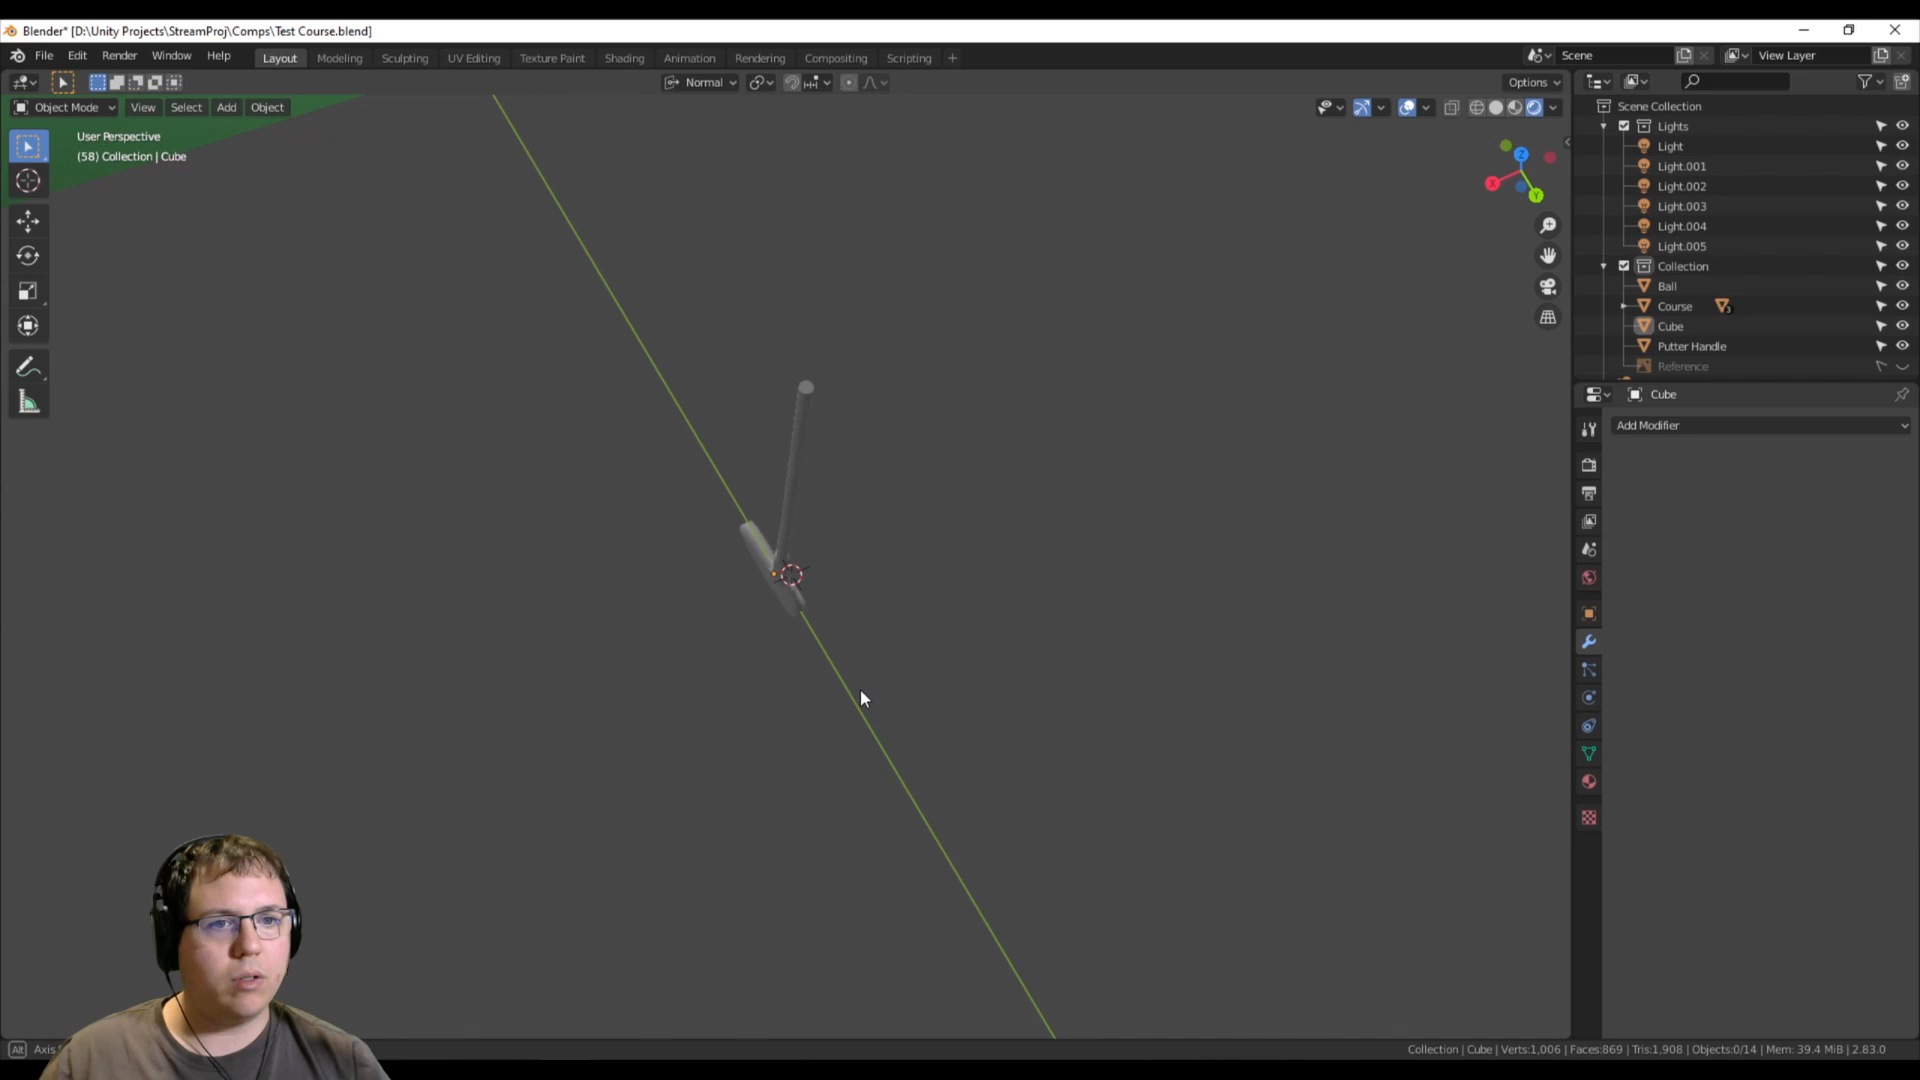 Blender* [D:\Unity Projects\StreamProj\Comps\Test Course.blend]
File Edit Render Window Help Layout Modeling Sculpting UV Editing Texture Paint Shading Animation Rendering Compositing Scripting + Scene View Layer
Normal Options
Object Mode View Select Add Object
User Perspective
(58) Collection | Cube
Z
X
Y
Scene Collection
Lights
Light
Light.001
Light.002
Light.003
Light.004
Light.005
Collection
Ball
Course 3
Cube
Putter Handle
Reference
Cube
Add Modifier
Alt Axis
Collection | Cube | Verts:1,006 | Faces:869 | Tris:1,908 | Objects:0/14 | Mem: 39.4 MiB | 2.83.0